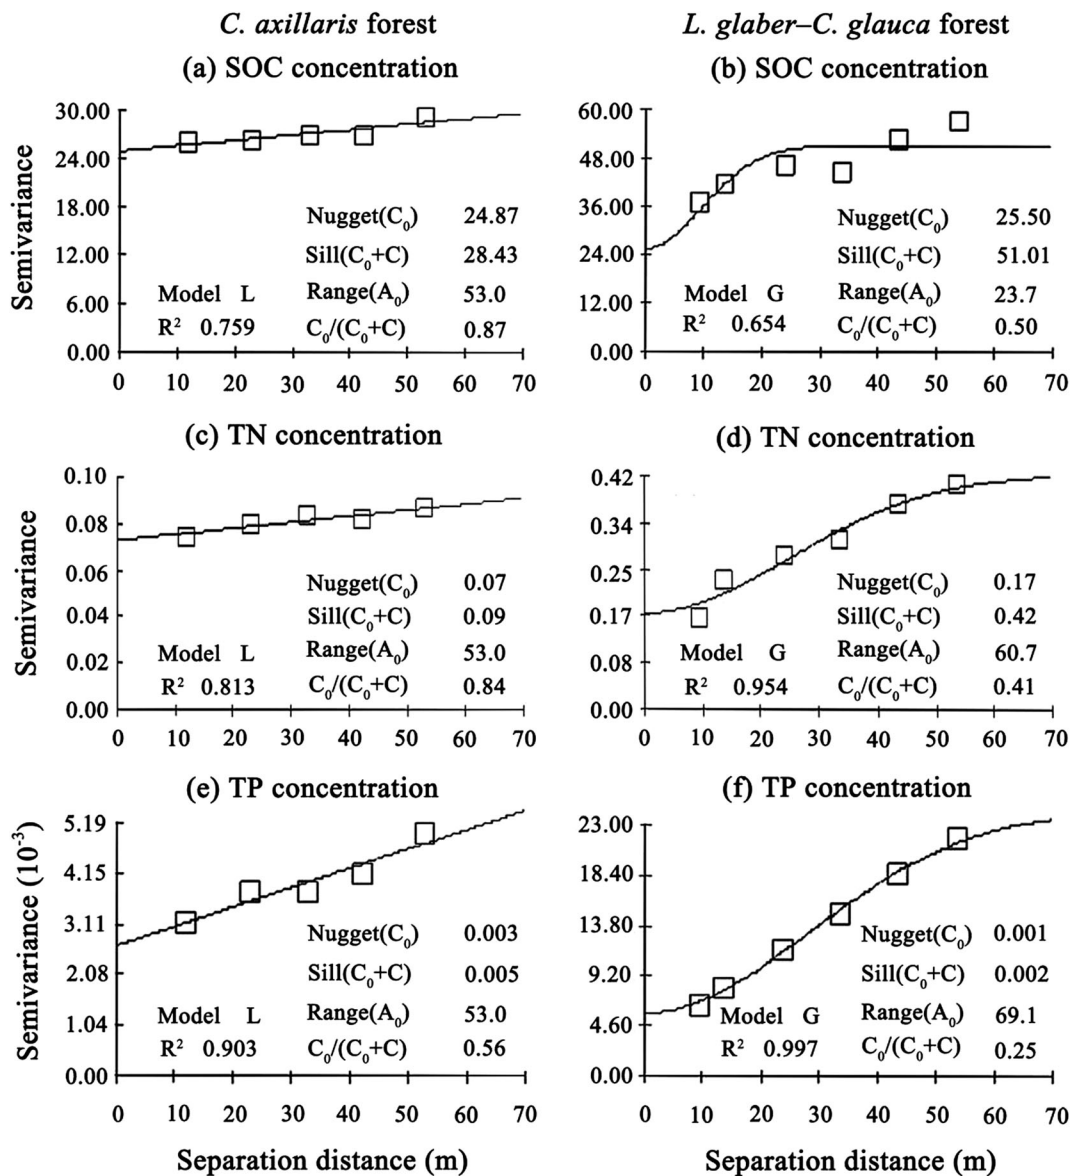 C. axillaris forest
L. glaber–C. glauca forest
(a) SOC concentration
(b) SOC concentration
Semivariance
30.00
24.00
18.00
12.00
6.00
0.00
Nugget(C₀) 24.87
Sill(C₀+C) 28.43
Model L Range(A₀) 53.0
R² 0.759 C₀/(C₀+C) 0.87
0 10 20 30 40 50 60 70
60.00
48.00
36.00
24.00
12.00
0.00
Nugget(C₀) 25.50
Sill(C₀+C) 51.01
Model G Range(A₀) 23.7
R² 0.654 C₀/(C₀+C) 0.50
0 10 20 30 40 50 60 70
(c) TN concentration
(d) TN concentration
Semivariance
0.10
0.08
0.06
0.04
0.02
0.00
Nugget(C₀) 0.07
Sill(C₀+C) 0.09
Model L Range(A₀) 53.0
R² 0.813 C₀/(C₀+C) 0.84
0 10 20 30 40 50 60 70
0.42
0.34
0.25
0.17
0.08
0.00
Nugget(C₀) 0.17
Sill(C₀+C) 0.42
Model G Range(A₀) 60.7
R² 0.954 C₀/(C₀+C) 0.41
0 10 20 30 40 50 60 70
(e) TP concentration
(f) TP concentration
Semivariance (10⁻³)
5.19
4.15
3.11
2.08
1.04
0.00
Nugget(C₀) 0.003
Sill(C₀+C) 0.005
Model L Range(A₀) 53.0
R² 0.903 C₀/(C₀+C) 0.56
0 10 20 30 40 50 60 70
Separation distance (m)
23.00
18.40
13.80
9.20
4.60
0.00
Nugget(C₀) 0.001
Sill(C₀+C) 0.002
Model G Range(A₀) 69.1
R² 0.997 C₀/(C₀+C) 0.25
0 10 20 30 40 50 60 70
Separation distance (m)